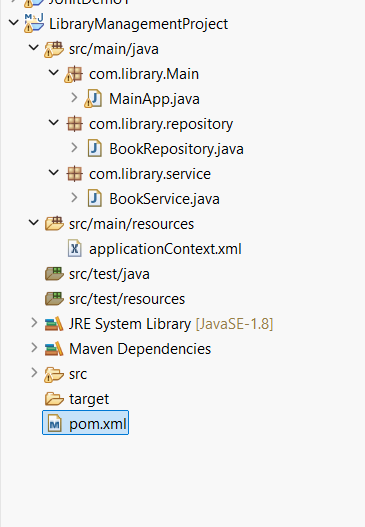 LibraryManagementProject
src/main/java
com.library.Main
MainApp.java
com.library.repository
BookRepository.java
com.library.service
BookService.java
src/main/resources
applicationContext.xml
src/test/java
src/test/resources
JRE System Library [JavaSE-1.8]
Maven Dependencies
src
target
pom.xml